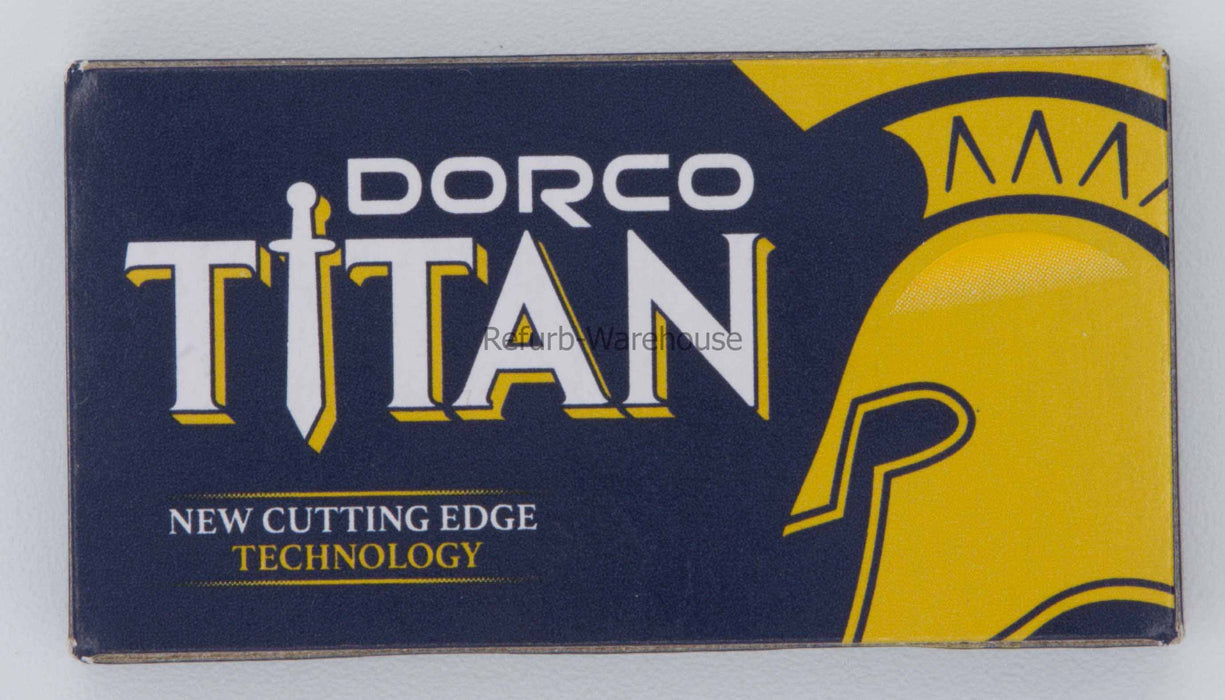 DORCO
TITAN
Refurb-Warehouse
NEW CUTTING EDGE
TECHNOLOGY